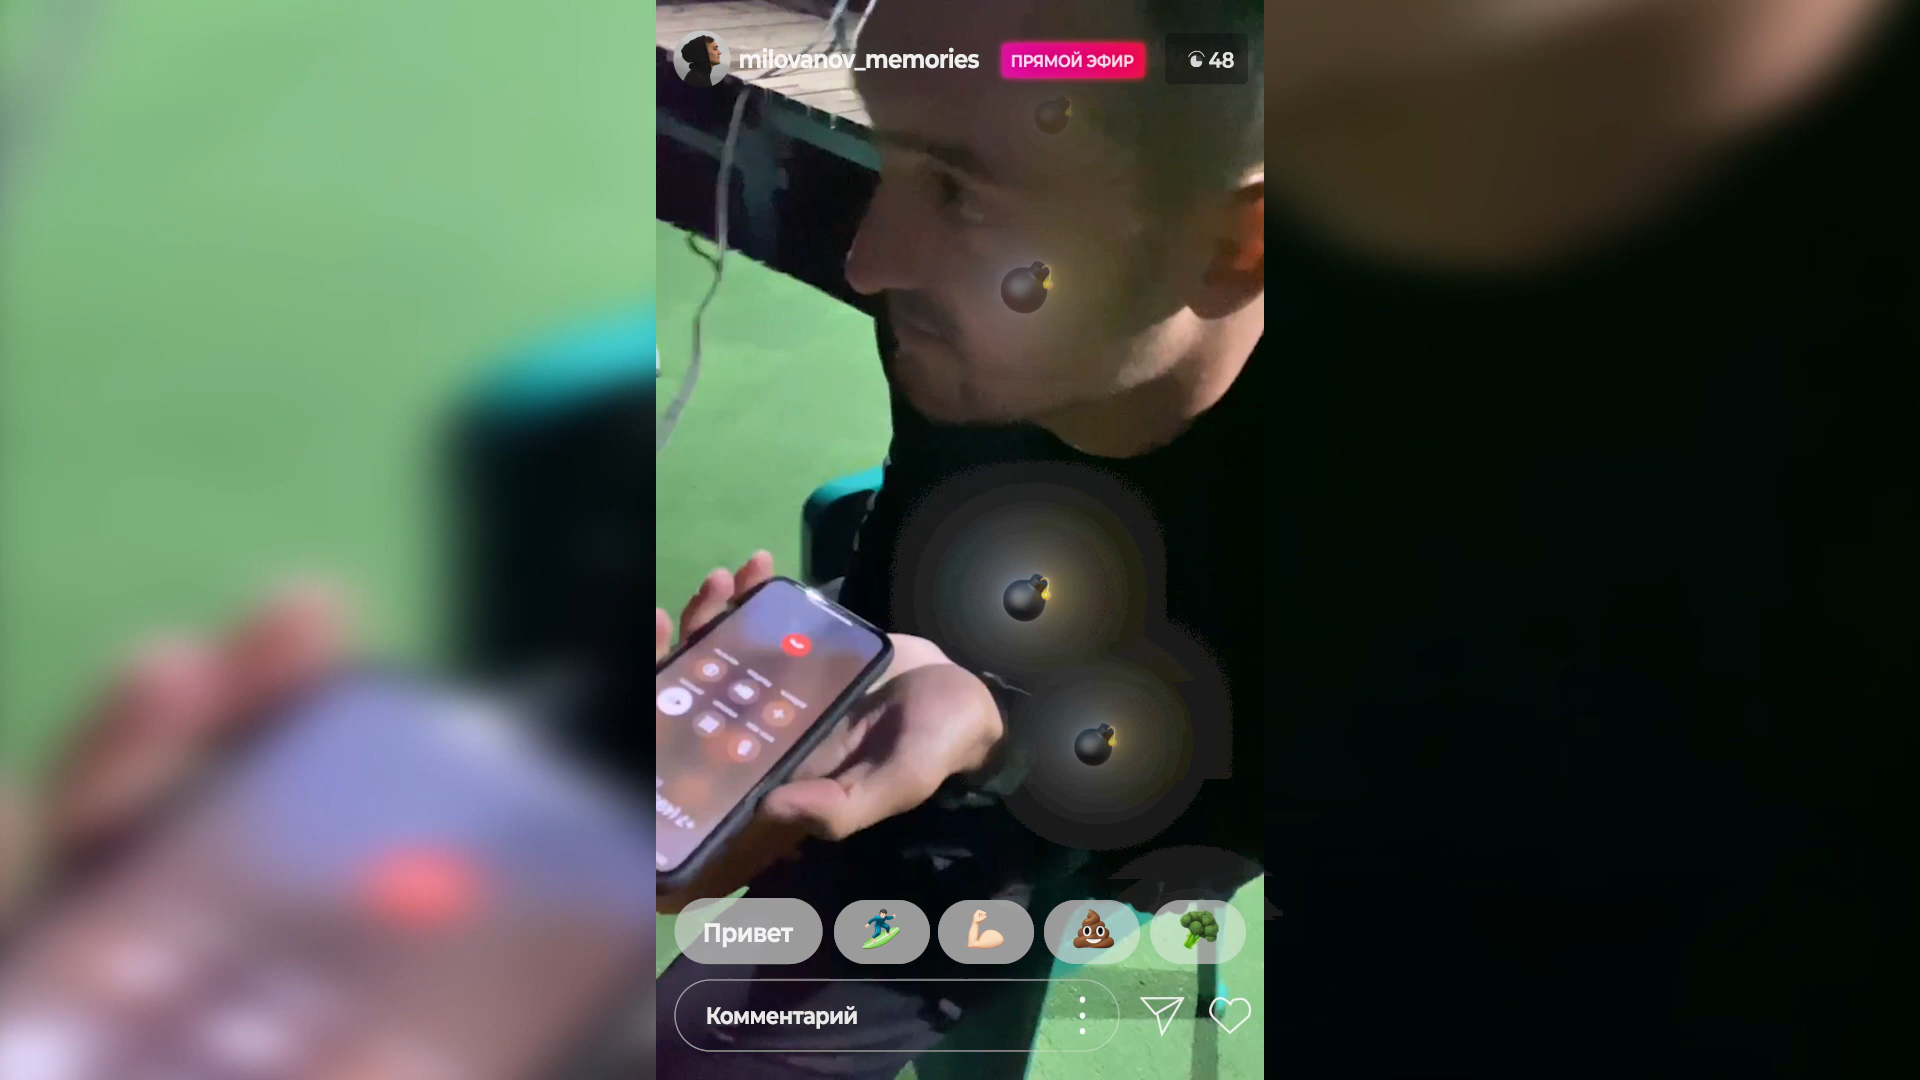 milovanov_memories
ПРЯМОЙ ЭФИР
48
Привет
Комментарий